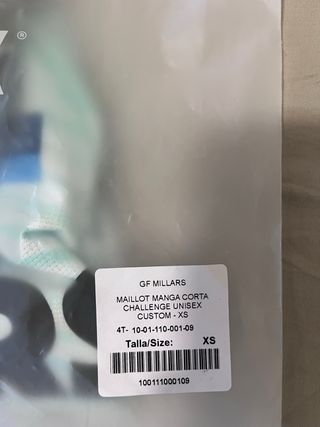 ®
GF MILLARS
MAILLOT MANGA CORTA
CHALLENGE UNISEX
CUSTOM - XS
4T- 10-01-110-001-09
Talla/Size: XS
100111000109